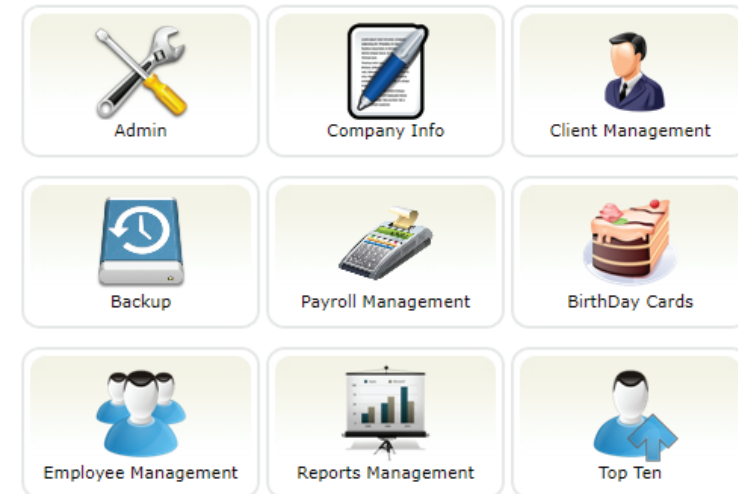 Admin
Company Info
Client Management
Backup
Payroll Management
BirthDay Cards
Employee Management
Reports Management
Top Ten